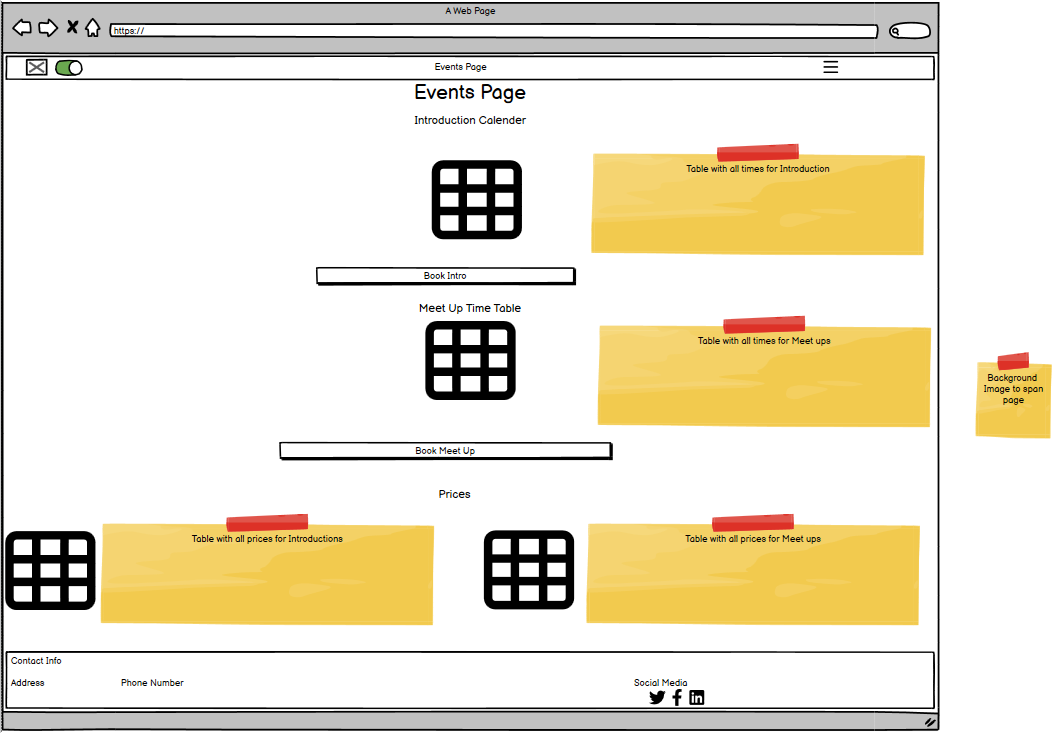 A Web Page
https://
Events Page
Events Page
Introduction Calender
Table with all times for Introduction
Book Intro
Meet Up Time Table
Table with all times for Meet ups
Background
Image to span
page
Book Meet Up
Prices
Table with all prices for Introductions
Table with all prices for Meet ups
Contact Info
Address
Phone Number
Social Media